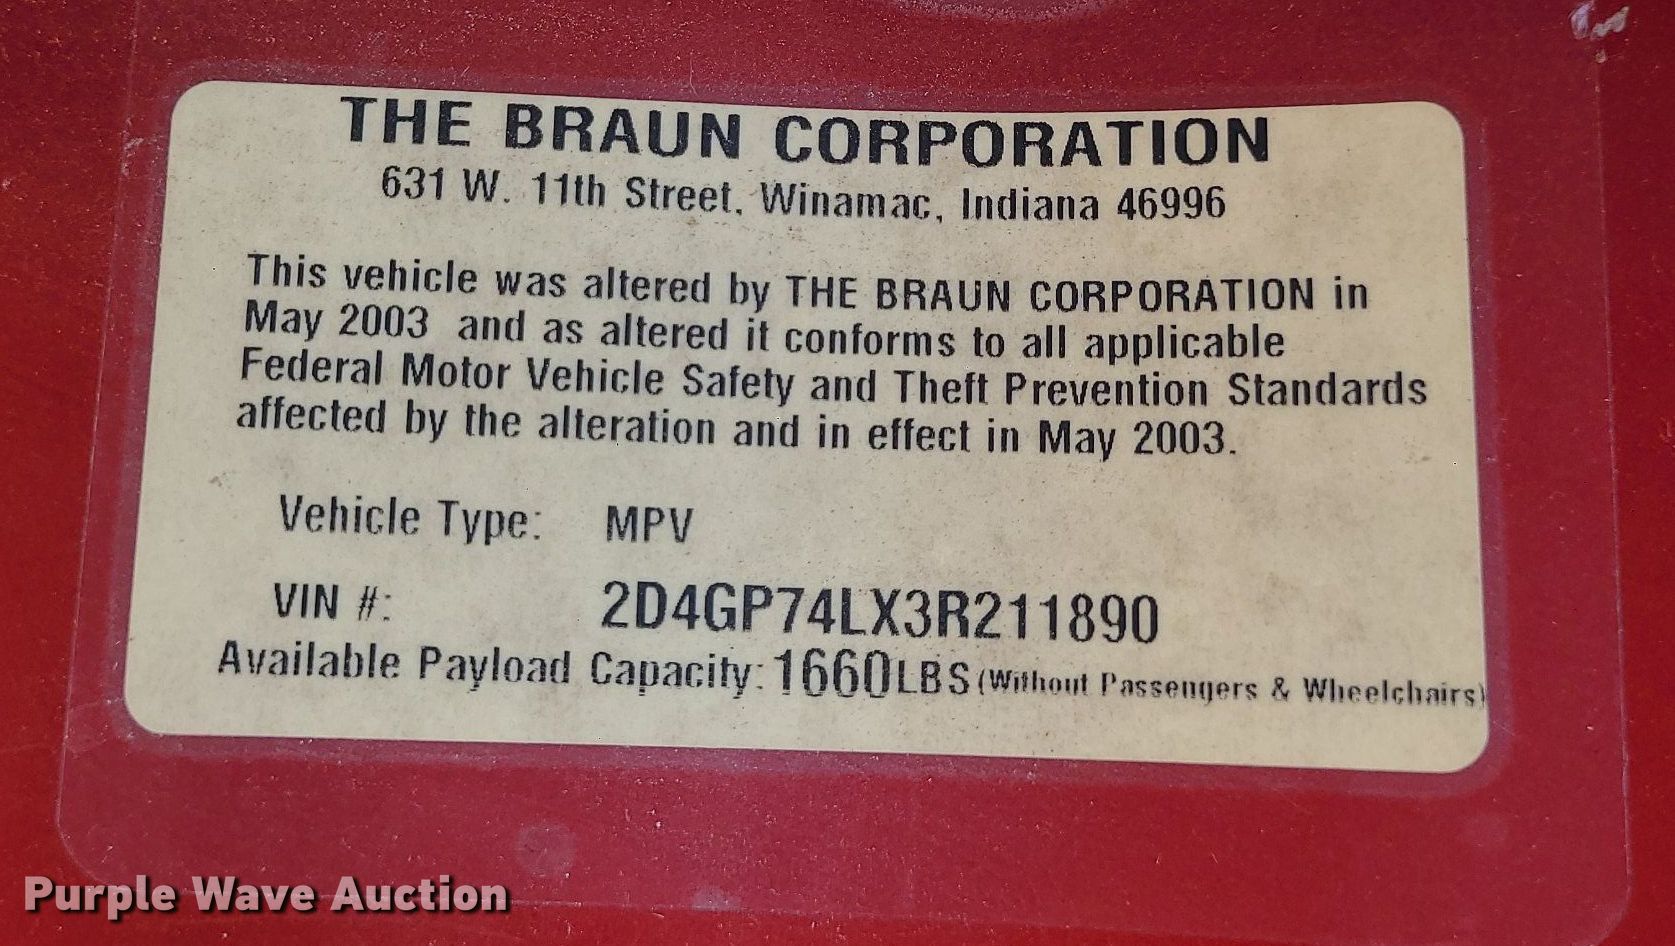 THE BRAUN CORPORATION
631 W. 11th Street, Winamac, Indiana 46996
This vehicle was altered by THE BRAUN CORPORATION in
May 2003 and as altered it conforms to all applicable
Federal Motor Vehicle Safety and Theft Prevention Standards
affected by the alteration and in effect in May 2003.
Vehicle Type: MPV
VIN #: 2D4GP74LX3R211890
Available Payload Capacity: 1660LBS (Without Passengers & Wheelchairs)
Purple Wave Auction